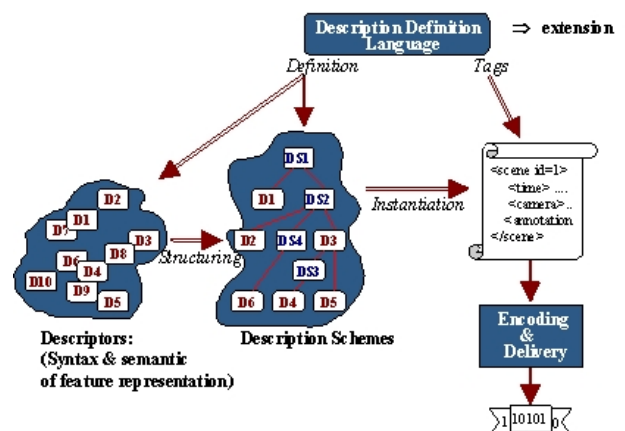 Description Definition
Language
⇒ extension
Definition
Tags
DS1
D1
DS2
D2
DS4
D3
DS3
D6
D4
D5
D2
D7
D1
D3
D8
D6
D4
D10
D9
D5
Structuring
Instantiation
<scene id=1>
<time> ....
<camera>..
<annotation
</scene>
Descriptors:
(Syntax & semantic
of feature representation)
Description Schemes
Encoding
&
Delivery
1 10101 0